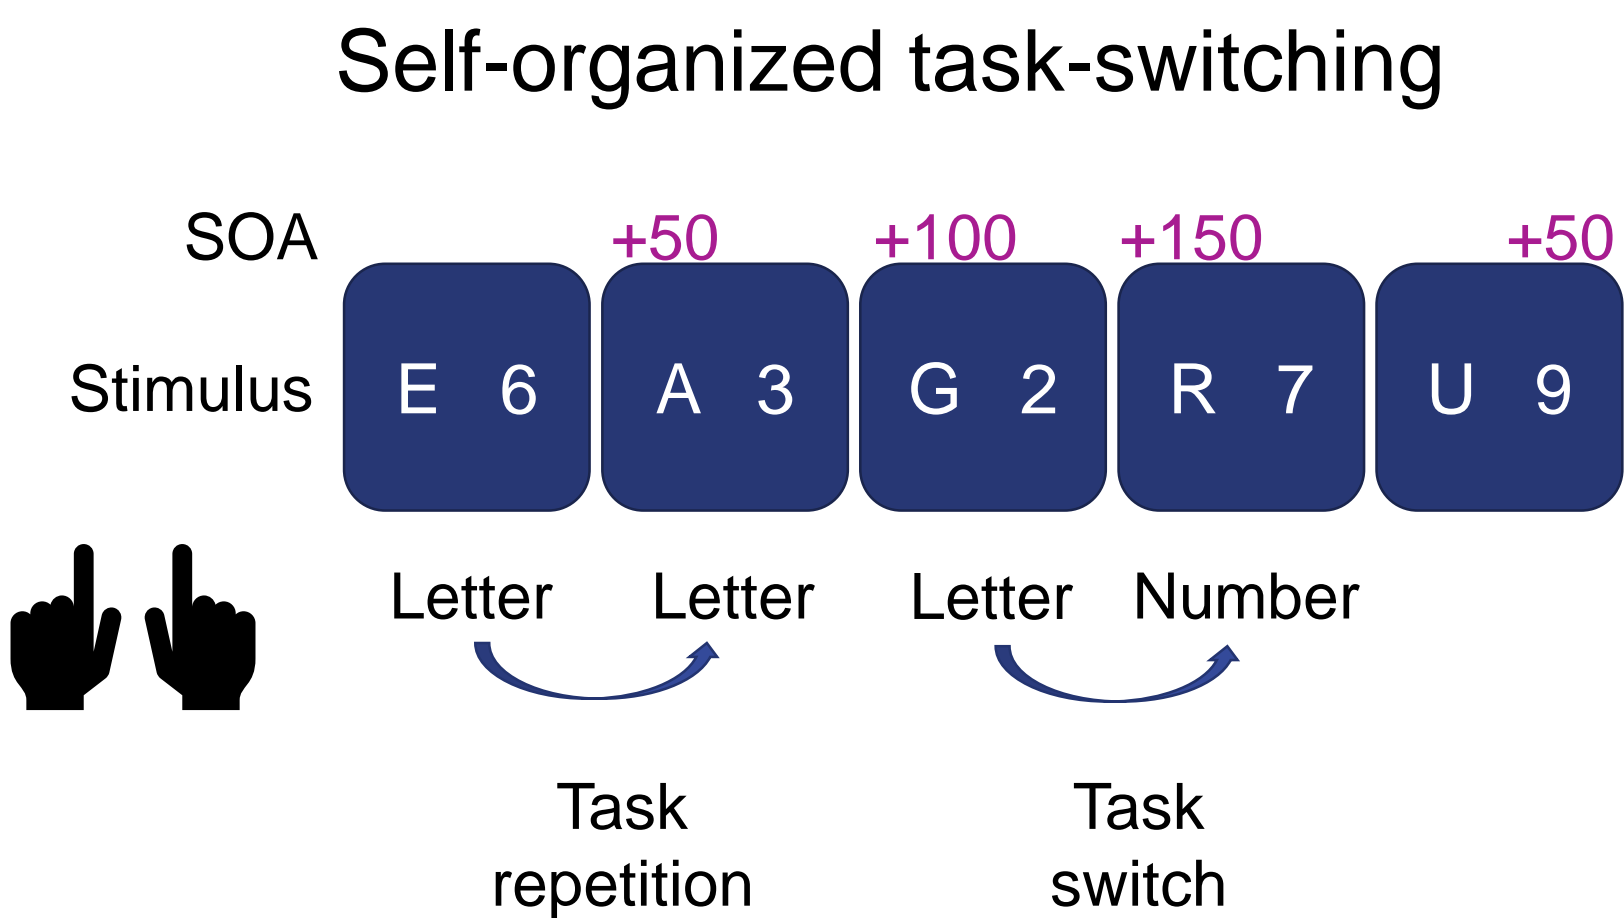 Self-organized task-switching
SOA +50 +100 +150 +50
Stimulus E 6 A 3 G 2 R 7 U 9
Letter Letter Letter Number
Task Task
repetition switch